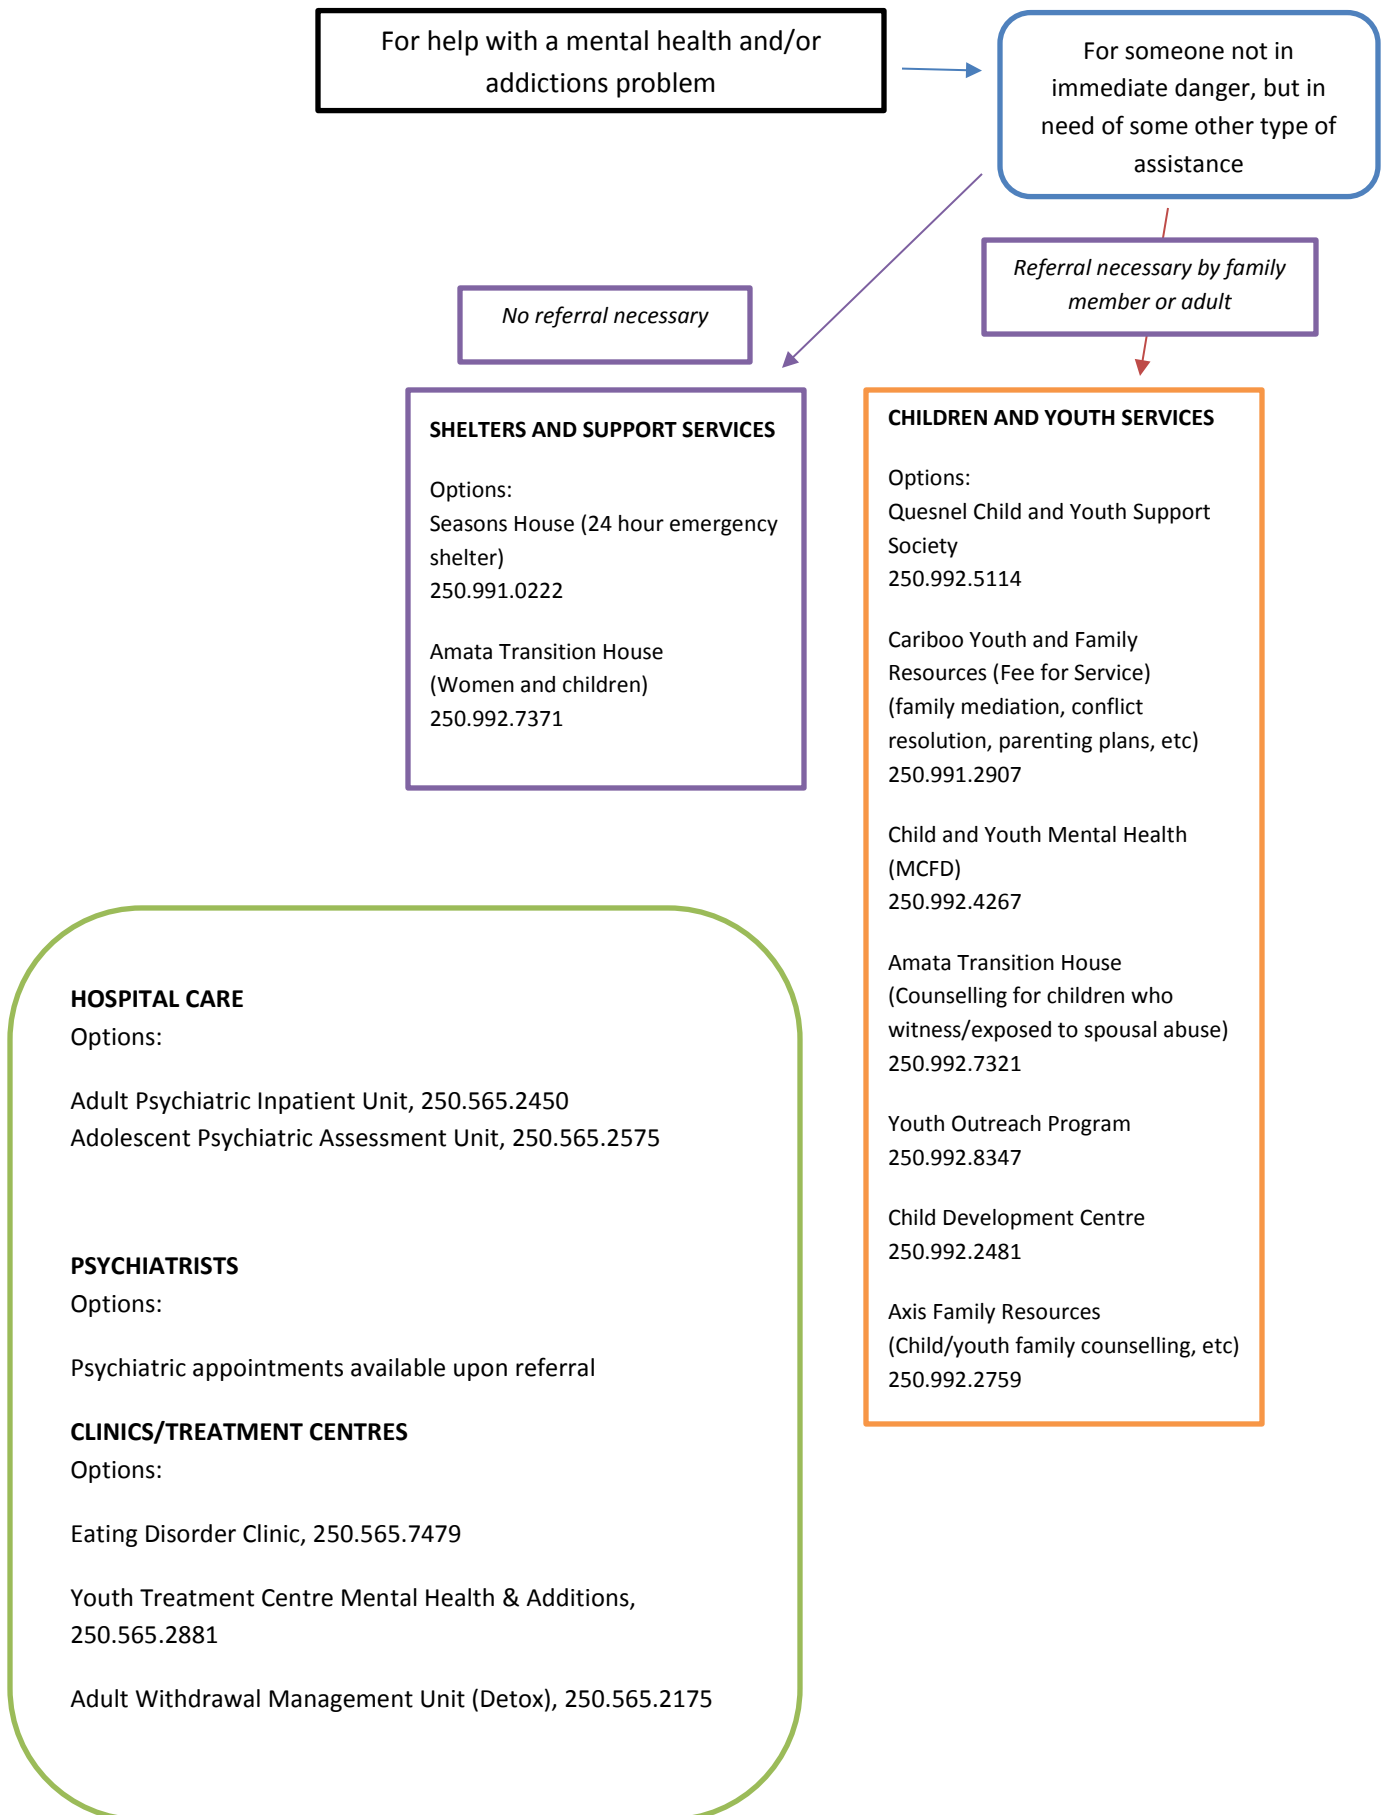 For help with a mental health and/or
addictions problem
For someone not in
immediate danger, but in
need of some other type of
assistance
Referral necessary by family
member or adult
No referral necessary
SHELTERS AND SUPPORT SERVICES
Options:
Seasons House (24 hour emergency
shelter)
250.991.0222
Amata Transition House
(Women and children)
250.992.7371
CHILDREN AND YOUTH SERVICES
Options:
Quesnel Child and Youth Support
Society
250.992.5114
Cariboo Youth and Family
Resources (Fee for Service)
(family mediation, conflict
resolution, parenting plans, etc)
250.991.2907
Child and Youth Mental Health
(MCFD)
250.992.4267
Amata Transition House
(Counselling for children who
witness/exposed to spousal abuse)
250.992.7321
Youth Outreach Program
250.992.8347
Child Development Centre
250.992.2481
Axis Family Resources
(Child/youth family counselling, etc)
250.992.2759
HOSPITAL CARE
Options:
Adult Psychiatric Inpatient Unit, 250.565.2450
Adolescent Psychiatric Assessment Unit, 250.565.2575
PSYCHIATRISTS
Options:
Psychiatric appointments available upon referral
CLINICS/TREATMENT CENTRES
Options:
Eating Disorder Clinic, 250.565.7479
Youth Treatment Centre Mental Health & Additions,
250.565.2881
Adult Withdrawal Management Unit (Detox), 250.565.2175